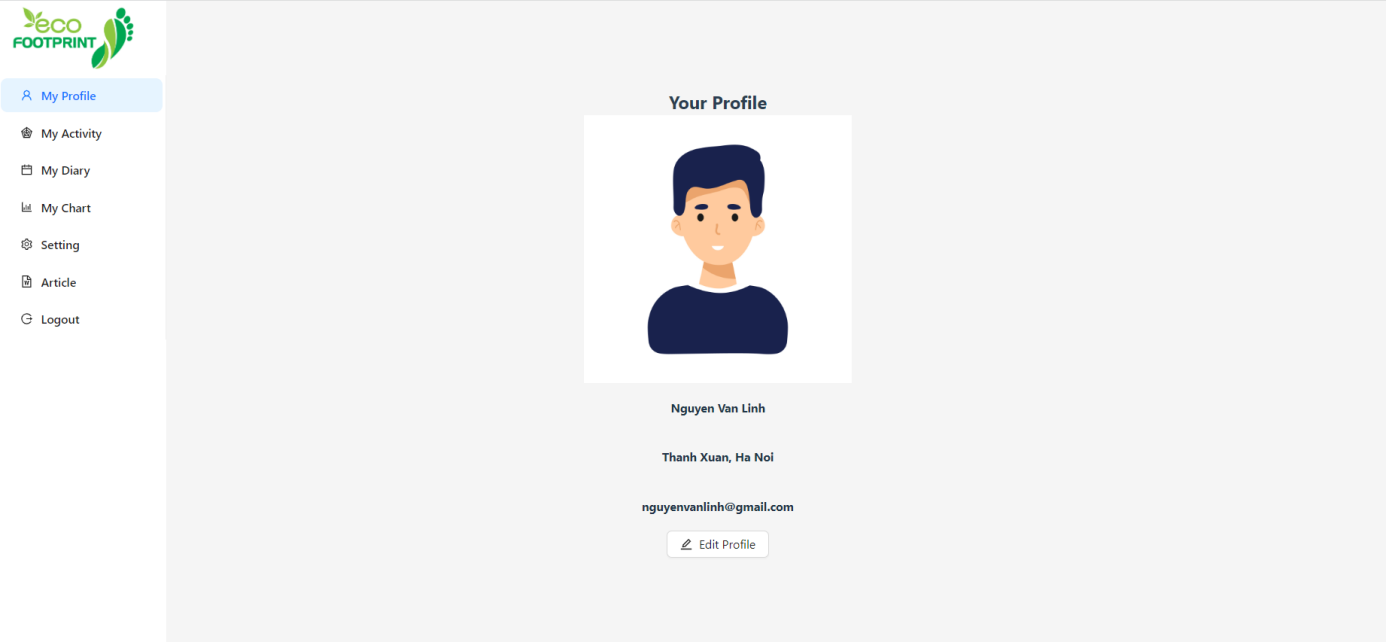 eco
FOOTPRINT
My Profile
My Activity
My Diary
My Chart
Setting
Article
Logout
Your Profile
Nguyen Van Linh
Thanh Xuan, Ha Noi
nguyenvanlinh@gmail.com
Edit Profile